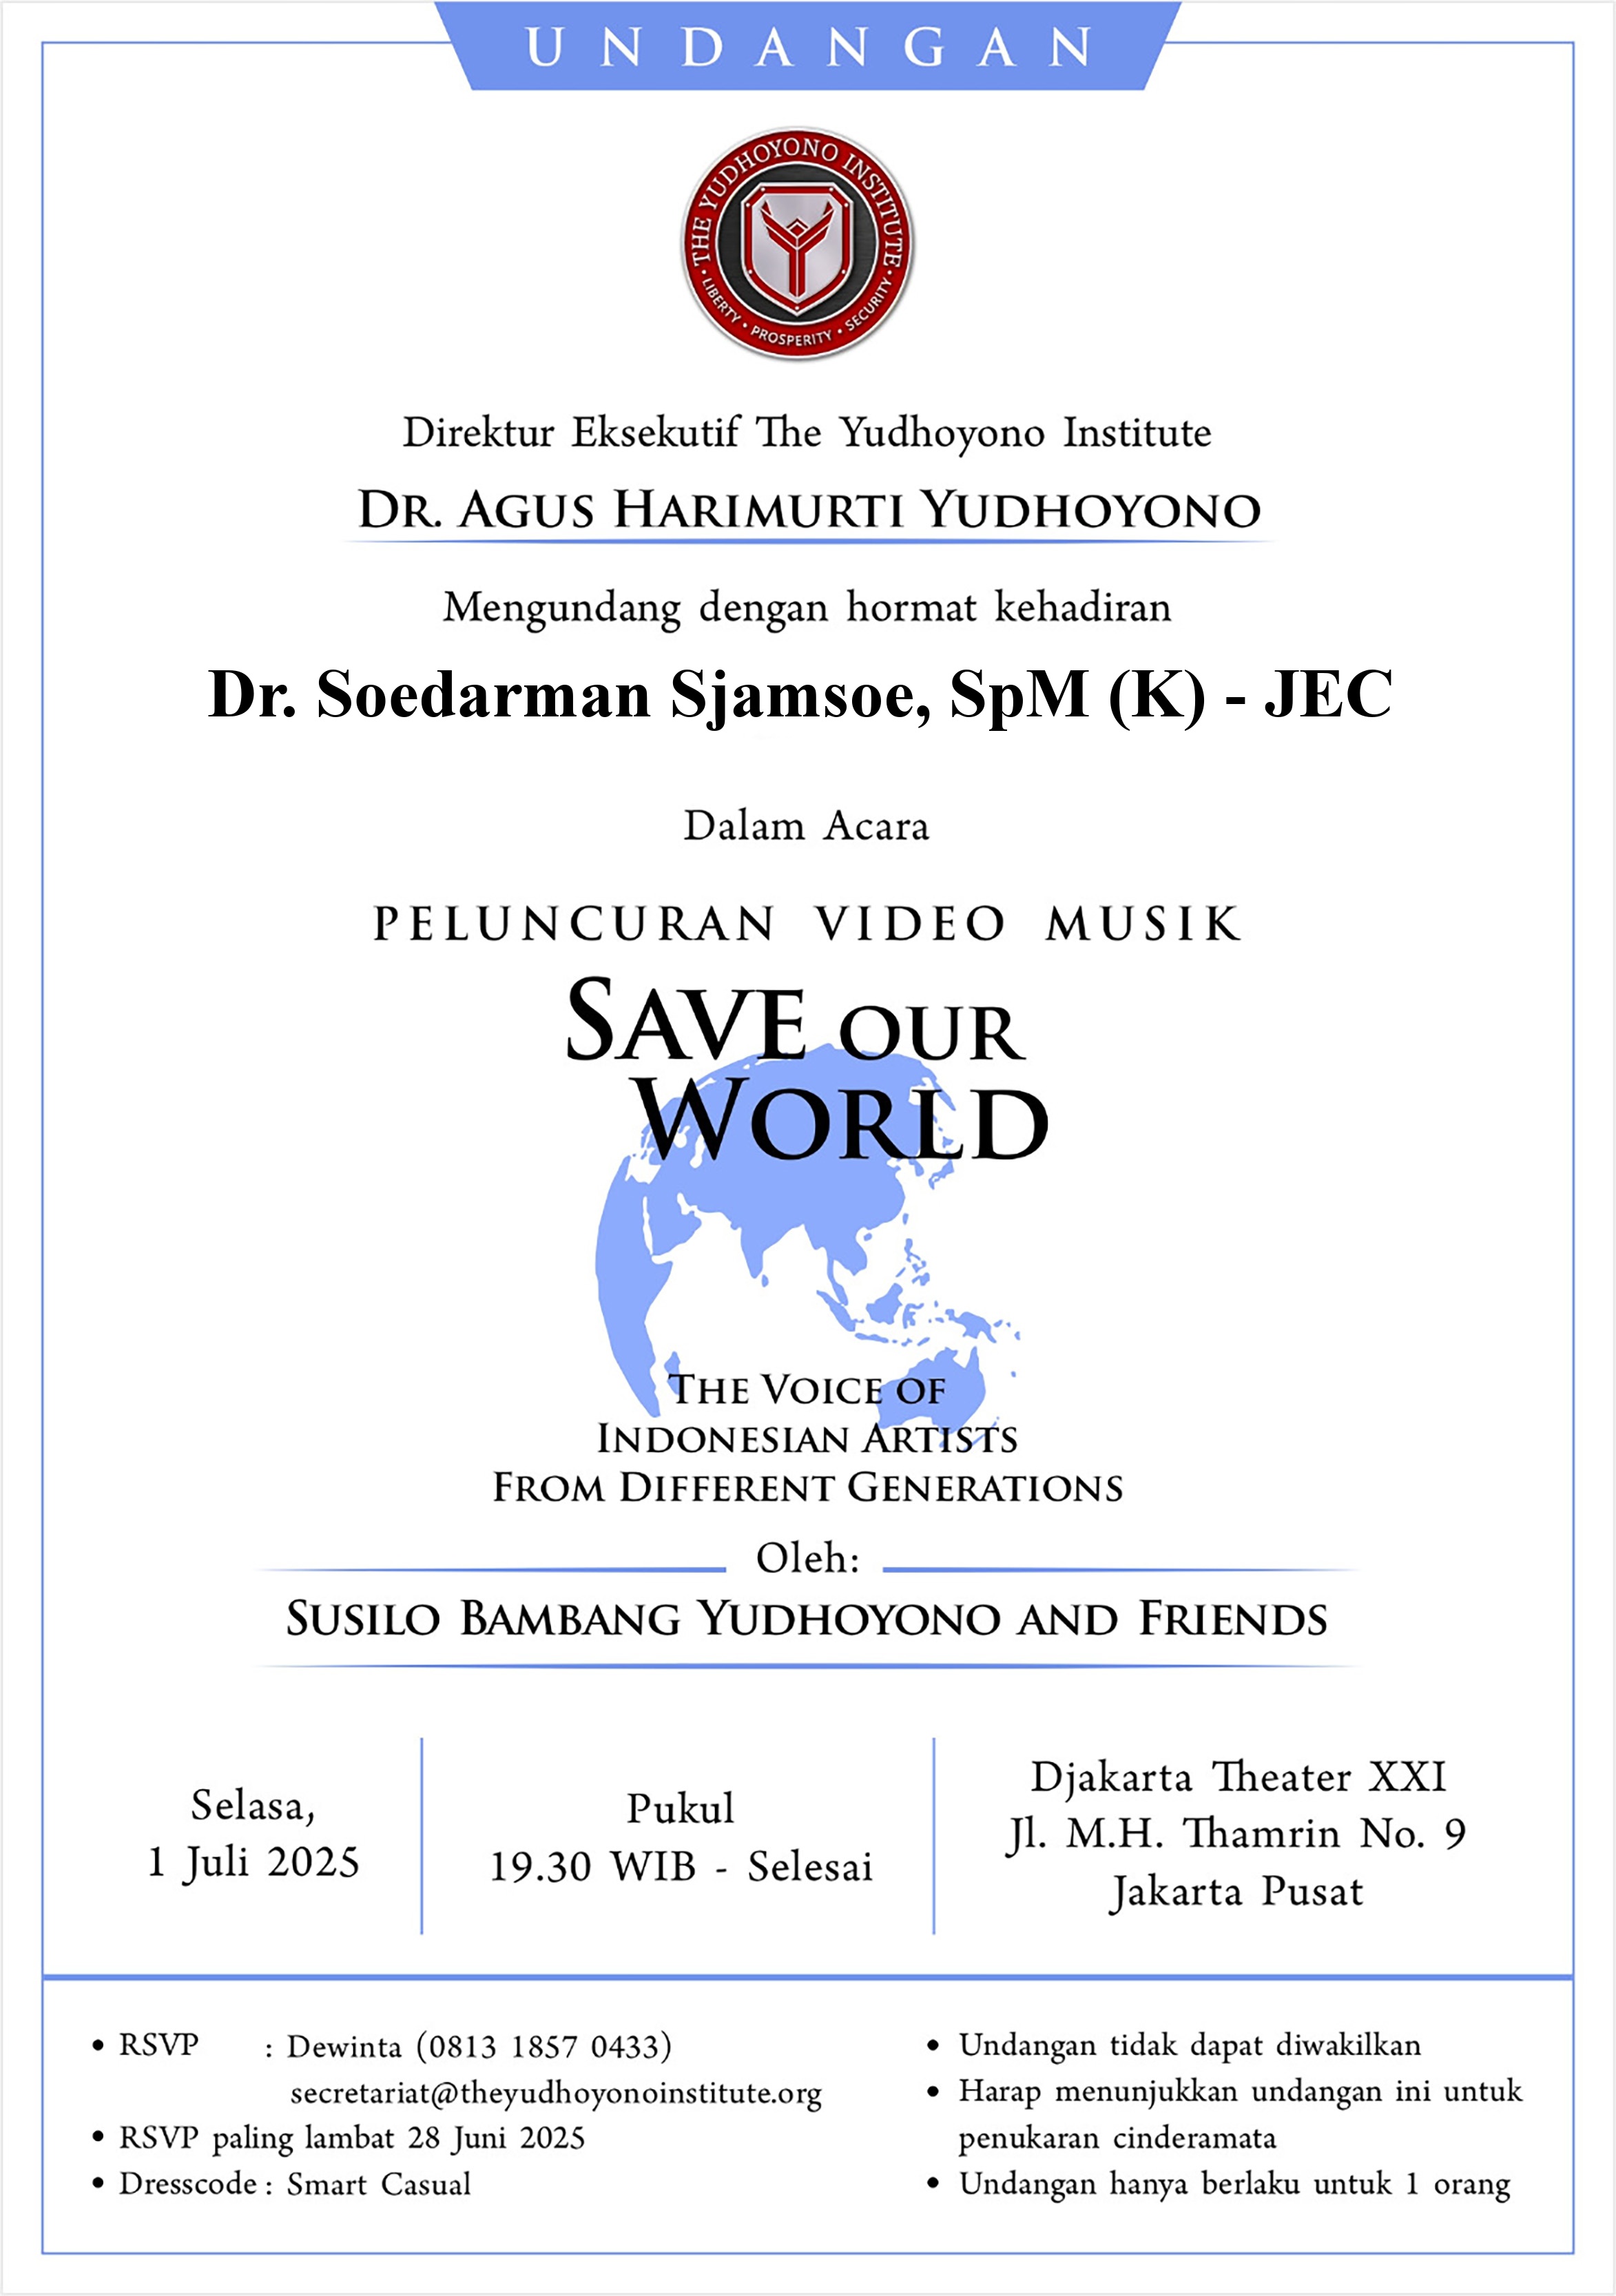 UNDANGAN
THE YUDHOYONO INSTITUTE
• LIBERTY • PROSPERITY • SECURITY •
Direktur Eksekutif The Yudhoyono Institute
DR. AGUS HARIMURTI YUDHOYONO
Mengundang dengan hormat kehadiran
Dr. Soedarman Sjamsoe, SpM (K) - JEC
Dalam Acara
PELUNCURAN VIDEO MUSIK
SAVE OUR
WORLD
THE VOICE OF
INDONESIAN ARTISTS
FROM DIFFERENT GENERATIONS
Oleh:
SUSILO BAMBANG YUDHOYONO AND FRIENDS
Selasa,
1 Juli 2025
Pukul
19.30 WIB - Selesai
Djakarta Theater XXI
Jl. M.H. Thamrin No. 9
Jakarta Pusat
• RSVP : Dewinta (0813 1857 0433)
secretariat@theyudhoyonoinstitute.org
• RSVP paling lambat 28 Juni 2025
• Dresscode : Smart Casual
• Undangan tidak dapat diwakilkan
• Harap menunjukkan undangan ini untuk
penukaran cinderamata
• Undangan hanya berlaku untuk 1 orang